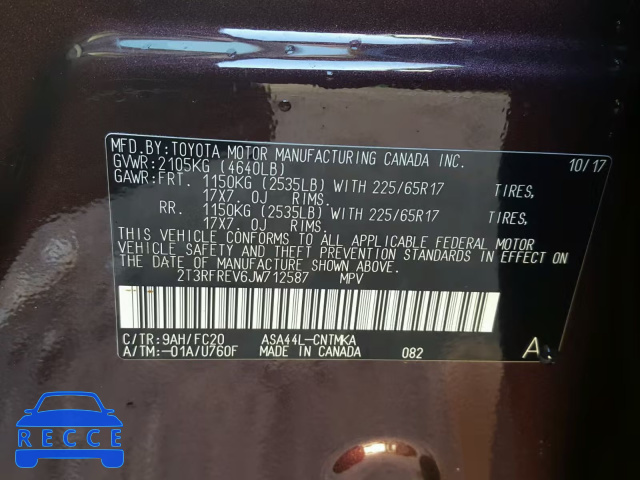 MFD.BY:TOYOTA MOTOR MANUFACTURING CANADA INC. 10/17
GVWR:2105KG (4640LB)
GAWR:FRT. 1150KG (2535LB) WITH 225/65R17 TIRES,
17X7.0J RIMS.
RR. 1150KG (2535LB) WITH 225/65R17 TIRES,
17X7.0J RIMS.
THIS VEHICLE CONFORMS TO ALL APPLICABLE FEDERAL MOTOR
VEHICLE SAFETY AND THEFT PREVENTION STANDARDS IN EFFECT ON
THE DATE OF MANUFACTURE SHOWN ABOVE.
2T3RFREV6JW712587 MPV
C/TR:9AH/FC20 ASA44L-CNTMKA
A/TM:-01A/U760F MADE IN CANADA 082 A
RECCE